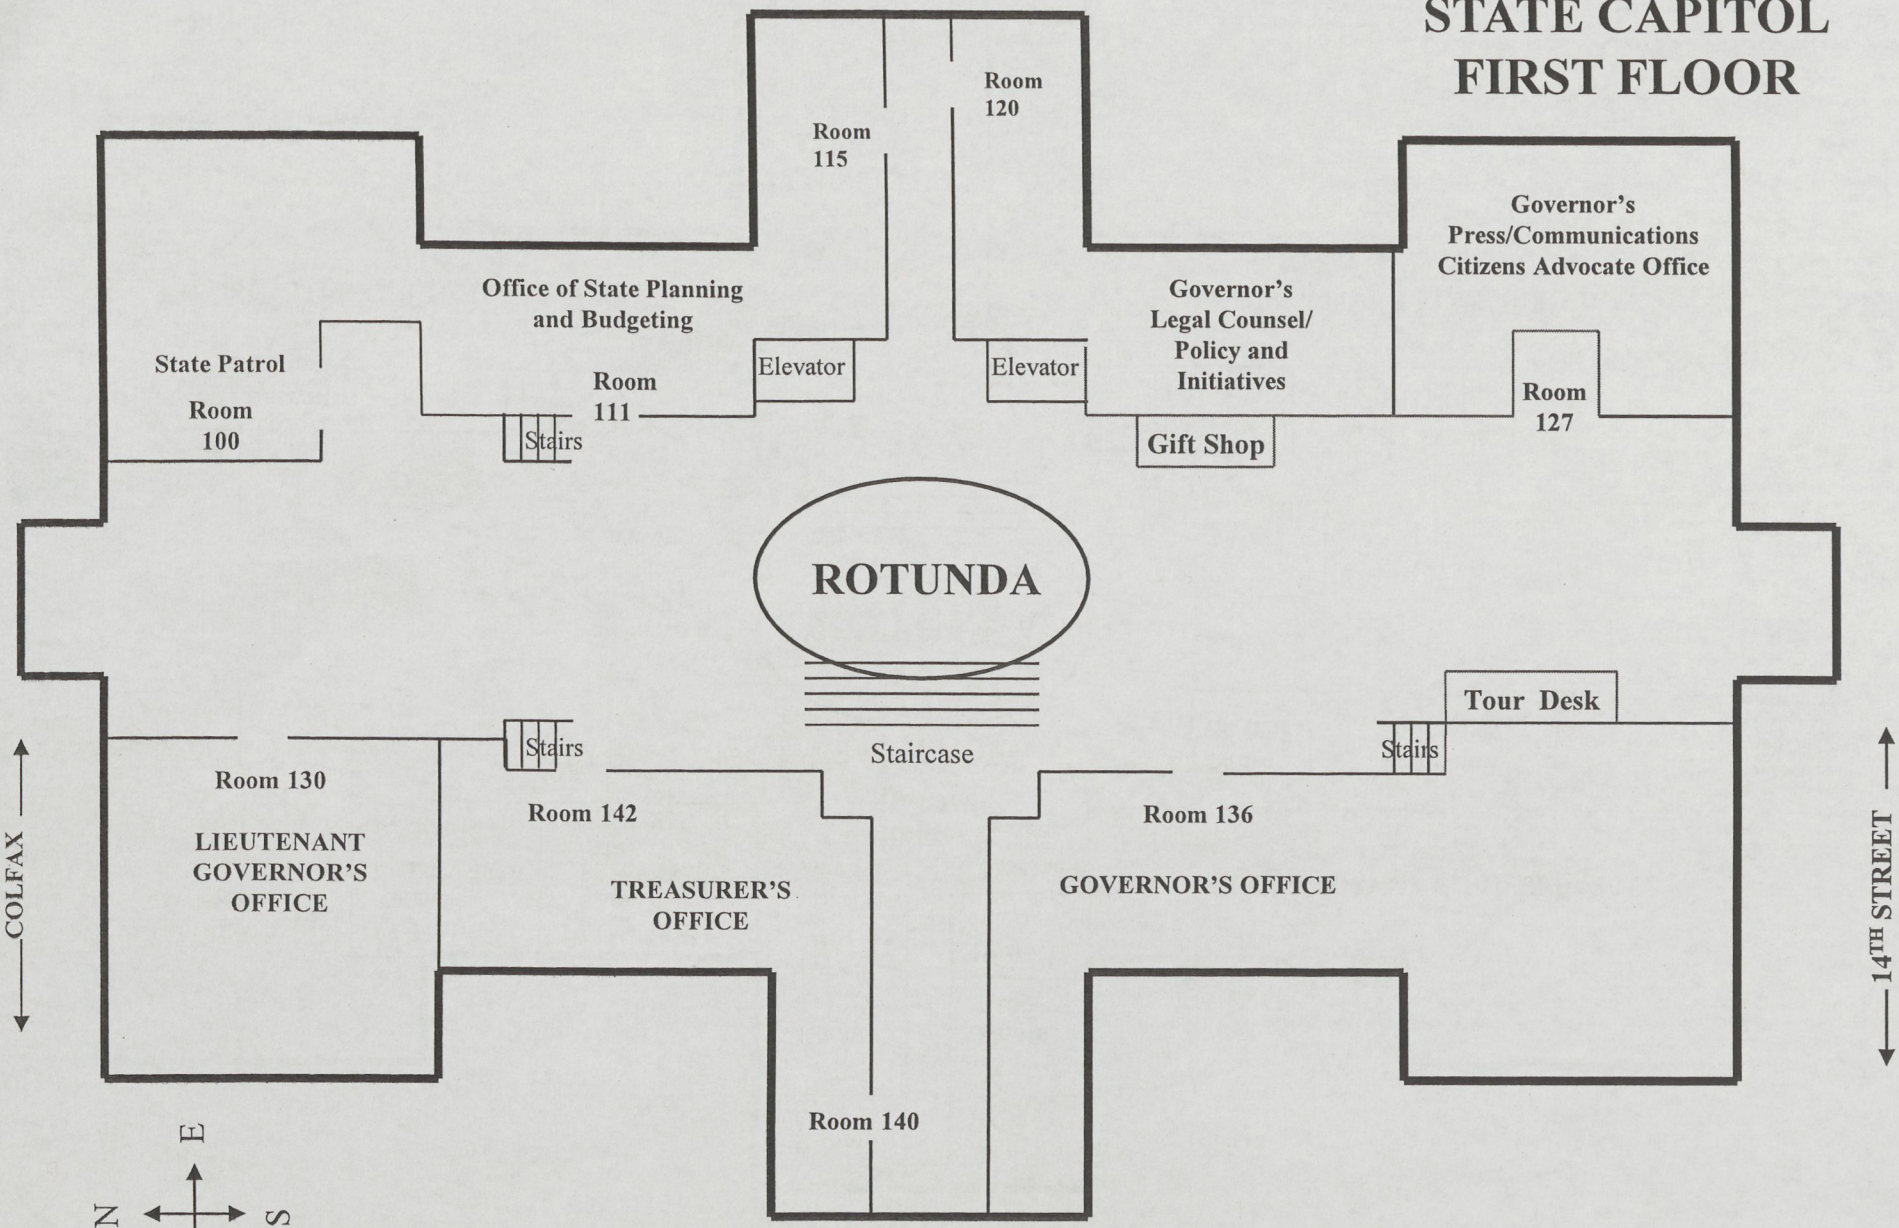 STATE CAPITOL
FIRST FLOOR
Room
120
Room
115
Governor's
Press/Communications
Citizens Advocate Office
Office of State Planning
and Budgeting
Governor's
Legal Counsel/
Policy and
Initiatives
State Patrol
Room
100
Room
111
Elevator
Elevator
Room
127
Stairs
Gift Shop
ROTUNDA
Tour Desk
Stairs
Staircase
Stairs
Room 130
Room 142
Room 136
LIEUTENANT
GOVERNOR'S
OFFICE
TREASURER'S
OFFICE
GOVERNOR'S OFFICE
COLFAX
14TH STREET
Room 140
E
N
S